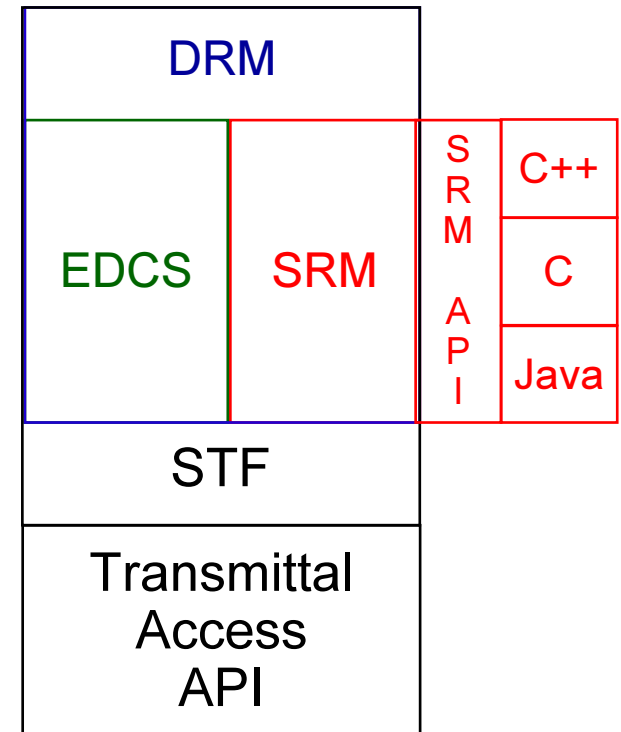 DRM
EDCS
SRM
S
R
M
A
P
I
C++
C
Java
STF
Transmittal
Access
API